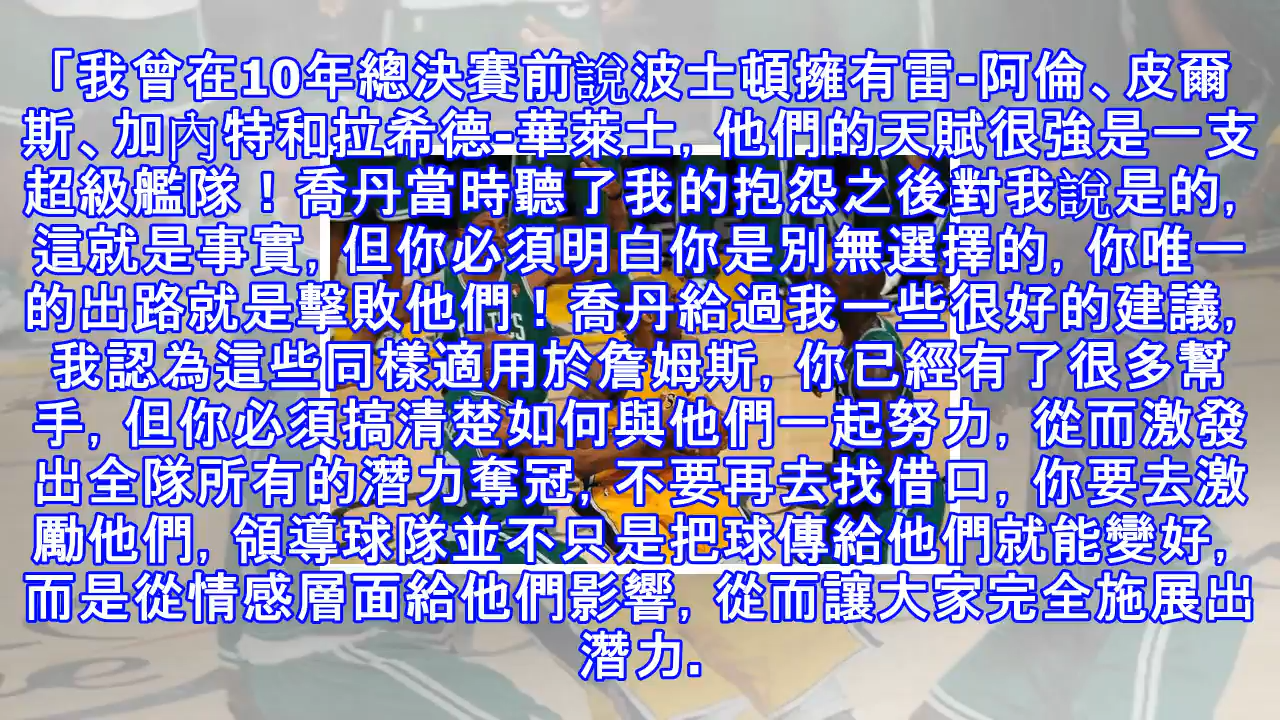 「我曾在10年總決賽前說波士頓擁有雷-阿倫、皮爾
斯、加內特和拉希德-華萊士, 他們的天賦很強是一支
超級艦隊！喬丹當時聽了我的抱怨之後對我說是的,
這就是事實, 但你必須明白你是別無選擇的, 你唯一
的出路就是擊敗他們！喬丹給過我一些很好的建議,
我認為這些同樣適用於詹姆斯, 你已經有了很多幫
手, 但你必須搞清楚如何與他們一起努力, 從而激發
出全隊所有的潛力奪冠, 不要再去找借口, 你要去激
勵他們, 領導球隊並不只是把球傳給他們就能變好,
而是從情感層面給他們影響, 從而讓大家完全施展出
潛力.